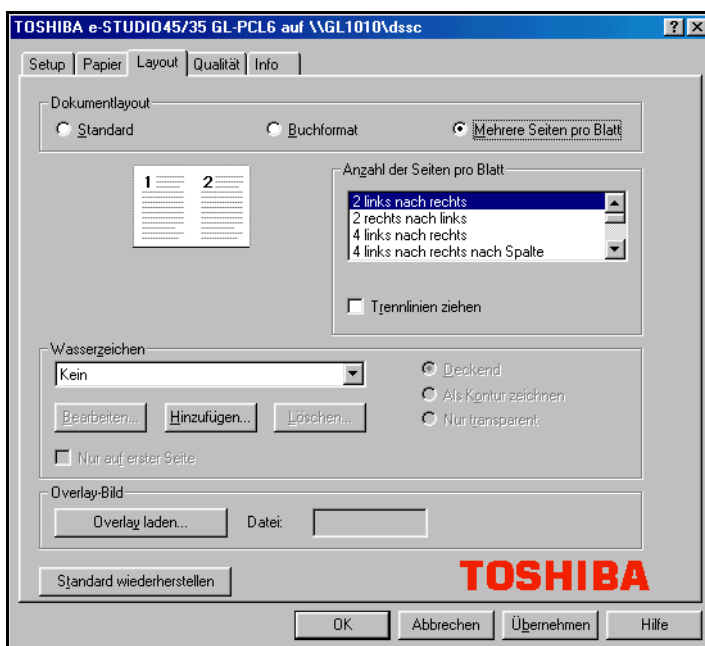 TOSHIBA e-STUDIO45/35 GL-PCL6 auf \\GL1010\dssc
Setup Papier Layout Qualität Info
Dokumentlayout
Standard Buchformat Mehrere Seiten pro Blatt
1 2
Anzahl der Seiten pro Blatt
2 links nach rechts
2 rechts nach links
4 links nach rechts
4 links nach rechts nach Spalte
Trennlinien ziehen
Wasserzeichen
Kein
Deckend
Als Kontur zeichnen
Nur transparent
Bearbeiten... Hinzufügen... Löschen...
Nur auf erster Seite
Overlay-Bild
Overlay laden... Datei:
Standard wiederherstellen
TOSHIBA
OK Abbrechen Übernehmen Hilfe